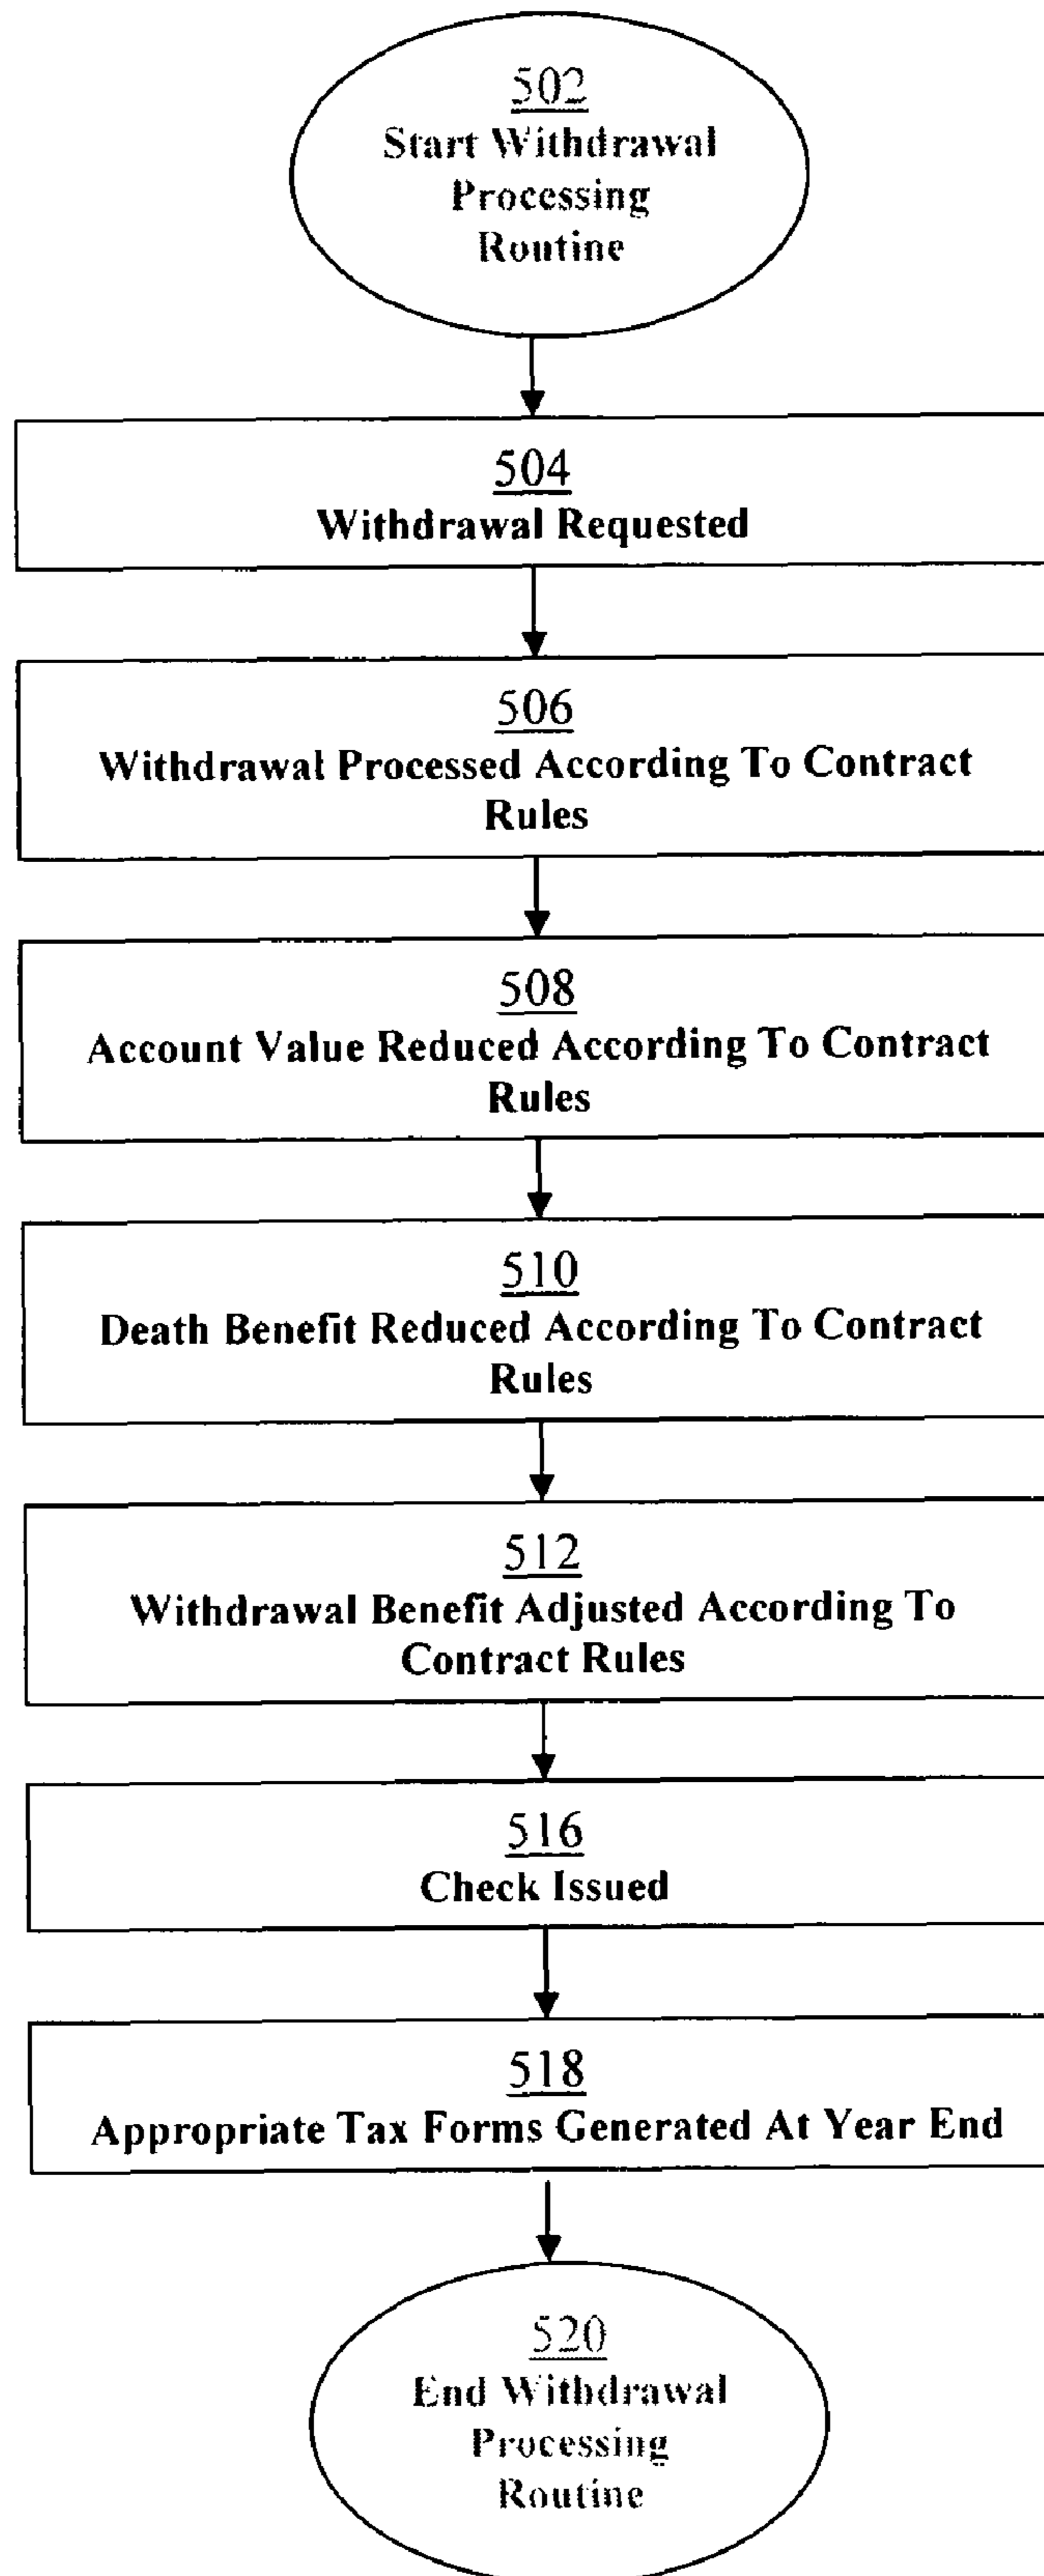 502
Start Withdrawal
Processing
Routine
504
Withdrawal Requested
506
Withdrawal Processed According To Contract
Rules
508
Account Value Reduced According To Contract
Rules
510
Death Benefit Reduced According To Contract
Rules
512
Withdrawal Benefit Adjusted According To
Contract Rules
516
Check Issued
518
Appropriate Tax Forms Generated At Year End
520
End Withdrawal
Processing
Routine